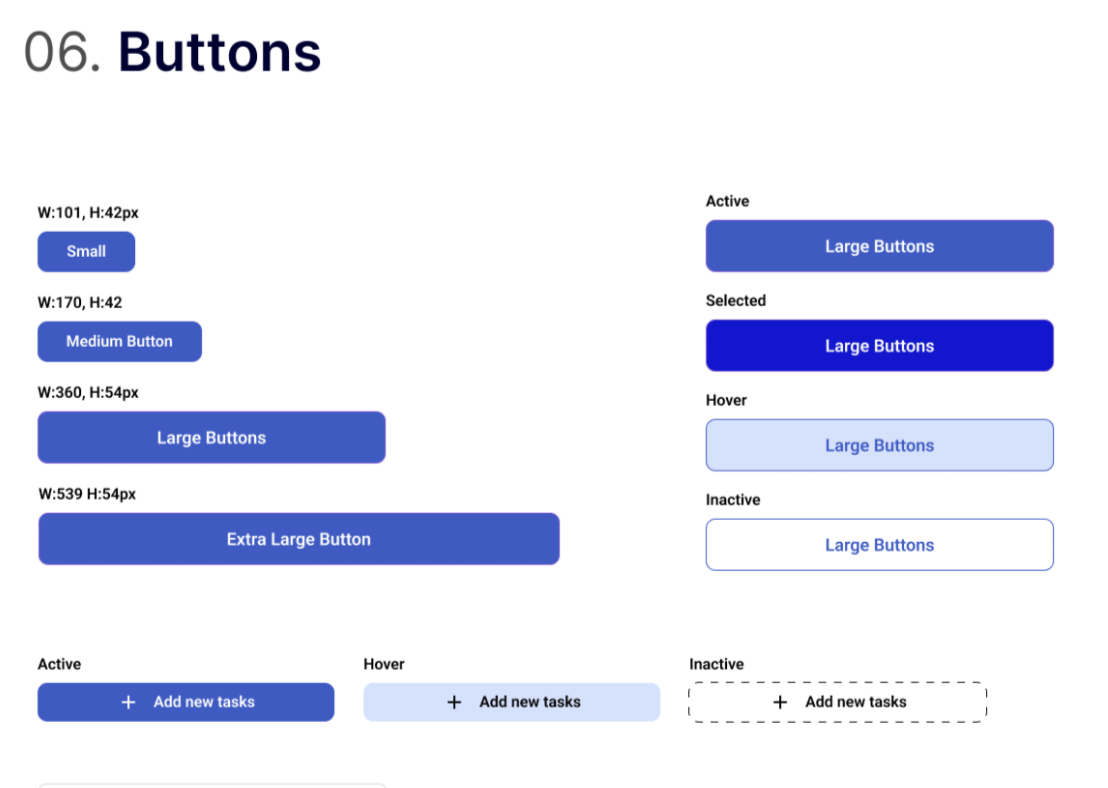 06. Buttons
W:101, H:42px
Small
W:170, H:42
Medium Button
W:360, H:54px
Large Buttons
W:539 H:54px
Extra Large Button
Active
Large Buttons
Selected
Large Buttons
Hover
Large Buttons
Inactive
Large Buttons
Active
+ Add new tasks
Hover
+ Add new tasks
Inactive
+ Add new tasks